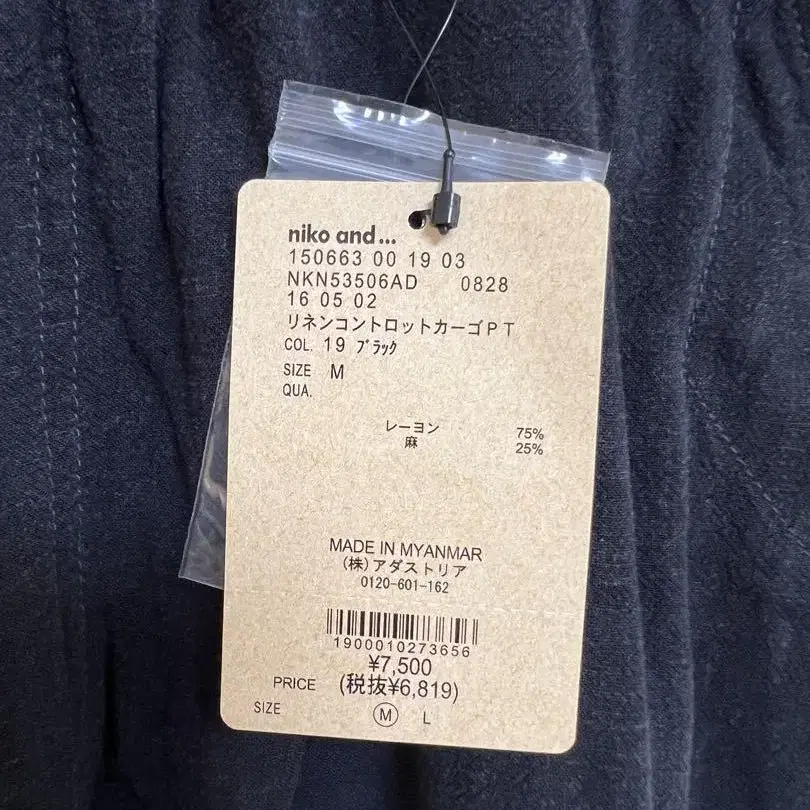 niko and...
150663 00 19 03
NKN53506AD 0828
16 05 02
リネンコントロットカーゴPT
COL. 19 ﾌﾞﾗｯｸ
SIZE M
QUA.
レーヨン 75%
麻 25%
MADE IN MYANMAR
(株)アダストリア
0120-601-162
1900010273656
¥7,500
PRICE (税抜¥6,819)
SIZE M L